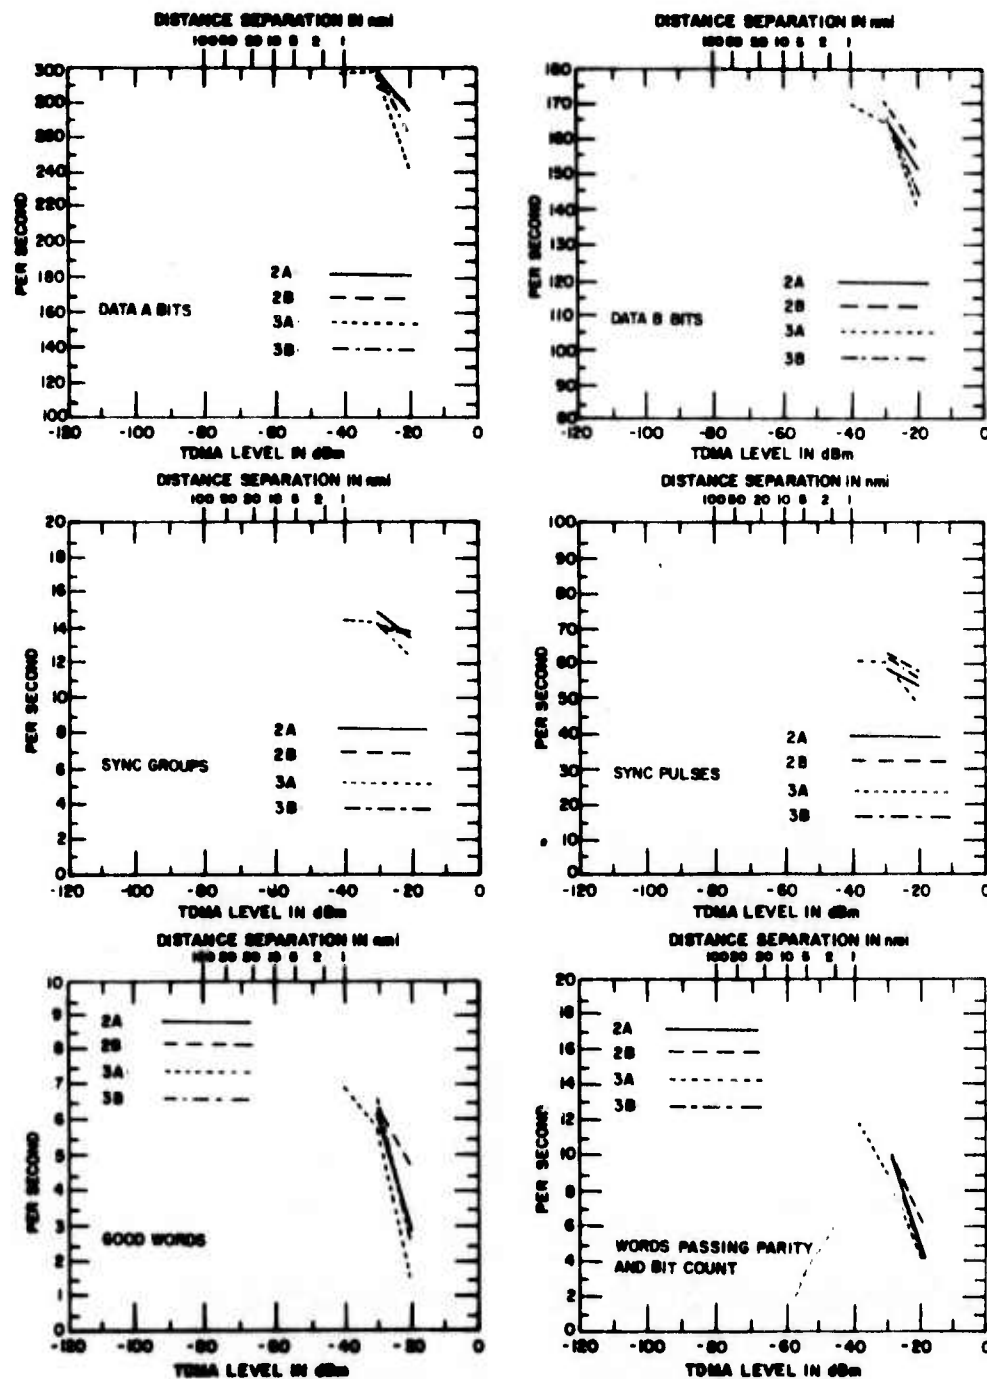 DISTANCE SEPARATION IN nmi
100 50 20 10 5 2 1
300
280
260
240
220
200
180
160
140
120
100
PER SECOND
2A
2B
3A
3B
DATA A BITS
-120 -100 -80 -60 -40 -20 0
TDMA LEVEL IN dBm
DISTANCE SEPARATION IN nmi
100 50 20 10 5 2 1
180
170
160
150
140
120
110
100
90
80
PER SECOND
2A
2B
3A
3B
DATA B BITS
-120 -100 -80 -60 -40 -20 0
TDMA LEVEL IN dBm
DISTANCE SEPARATION IN nmi
100 50 20 10 5 2 1
20
18
16
14
12
10
8
6
4
2
0
PER SECOND
2A
2B
3A
3B
SYNC GROUPS
-120 -100 -80 -60 -40 -20 0
TDMA LEVEL IN dBm
DISTANCE SEPARATION IN nmi
100 50 20 10 5 2 1
100
90
80
70
60
50
40
30
20
10
0
PER SECOND
2A
2B
3A
3B
SYNC PULSES
-120 -100 -80 -60 -40 -20 0
TDMA LEVEL IN dBm
DISTANCE SEPARATION IN nmi
100 50 20 10 5 2 1
10
9
8
7
6
5
4
3
2
1
0
PER SECOND
2A
2B
3A
3B
GOOD WORDS
-120 -100 -80 -60 -40 -20 0
TDMA LEVEL IN dBm
DISTANCE SEPARATION IN nmi
100 50 20 10 5 2 1
20
18
16
14
12
10
8
6
4
2
0
PER SECOND
2A
2B
3A
3B
WORDS PASSING PARITY
AND BIT COUNT
-120 -100 -80 -60 -40 -20 0
TDMA LEVEL IN dBm